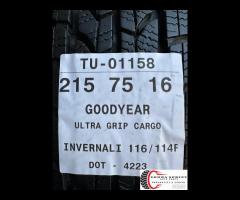 TU-01158
215 75 16
GOODYEAR
ULTRA GRIP CARGO
INVERNALI 116/114F
DOT - 4223